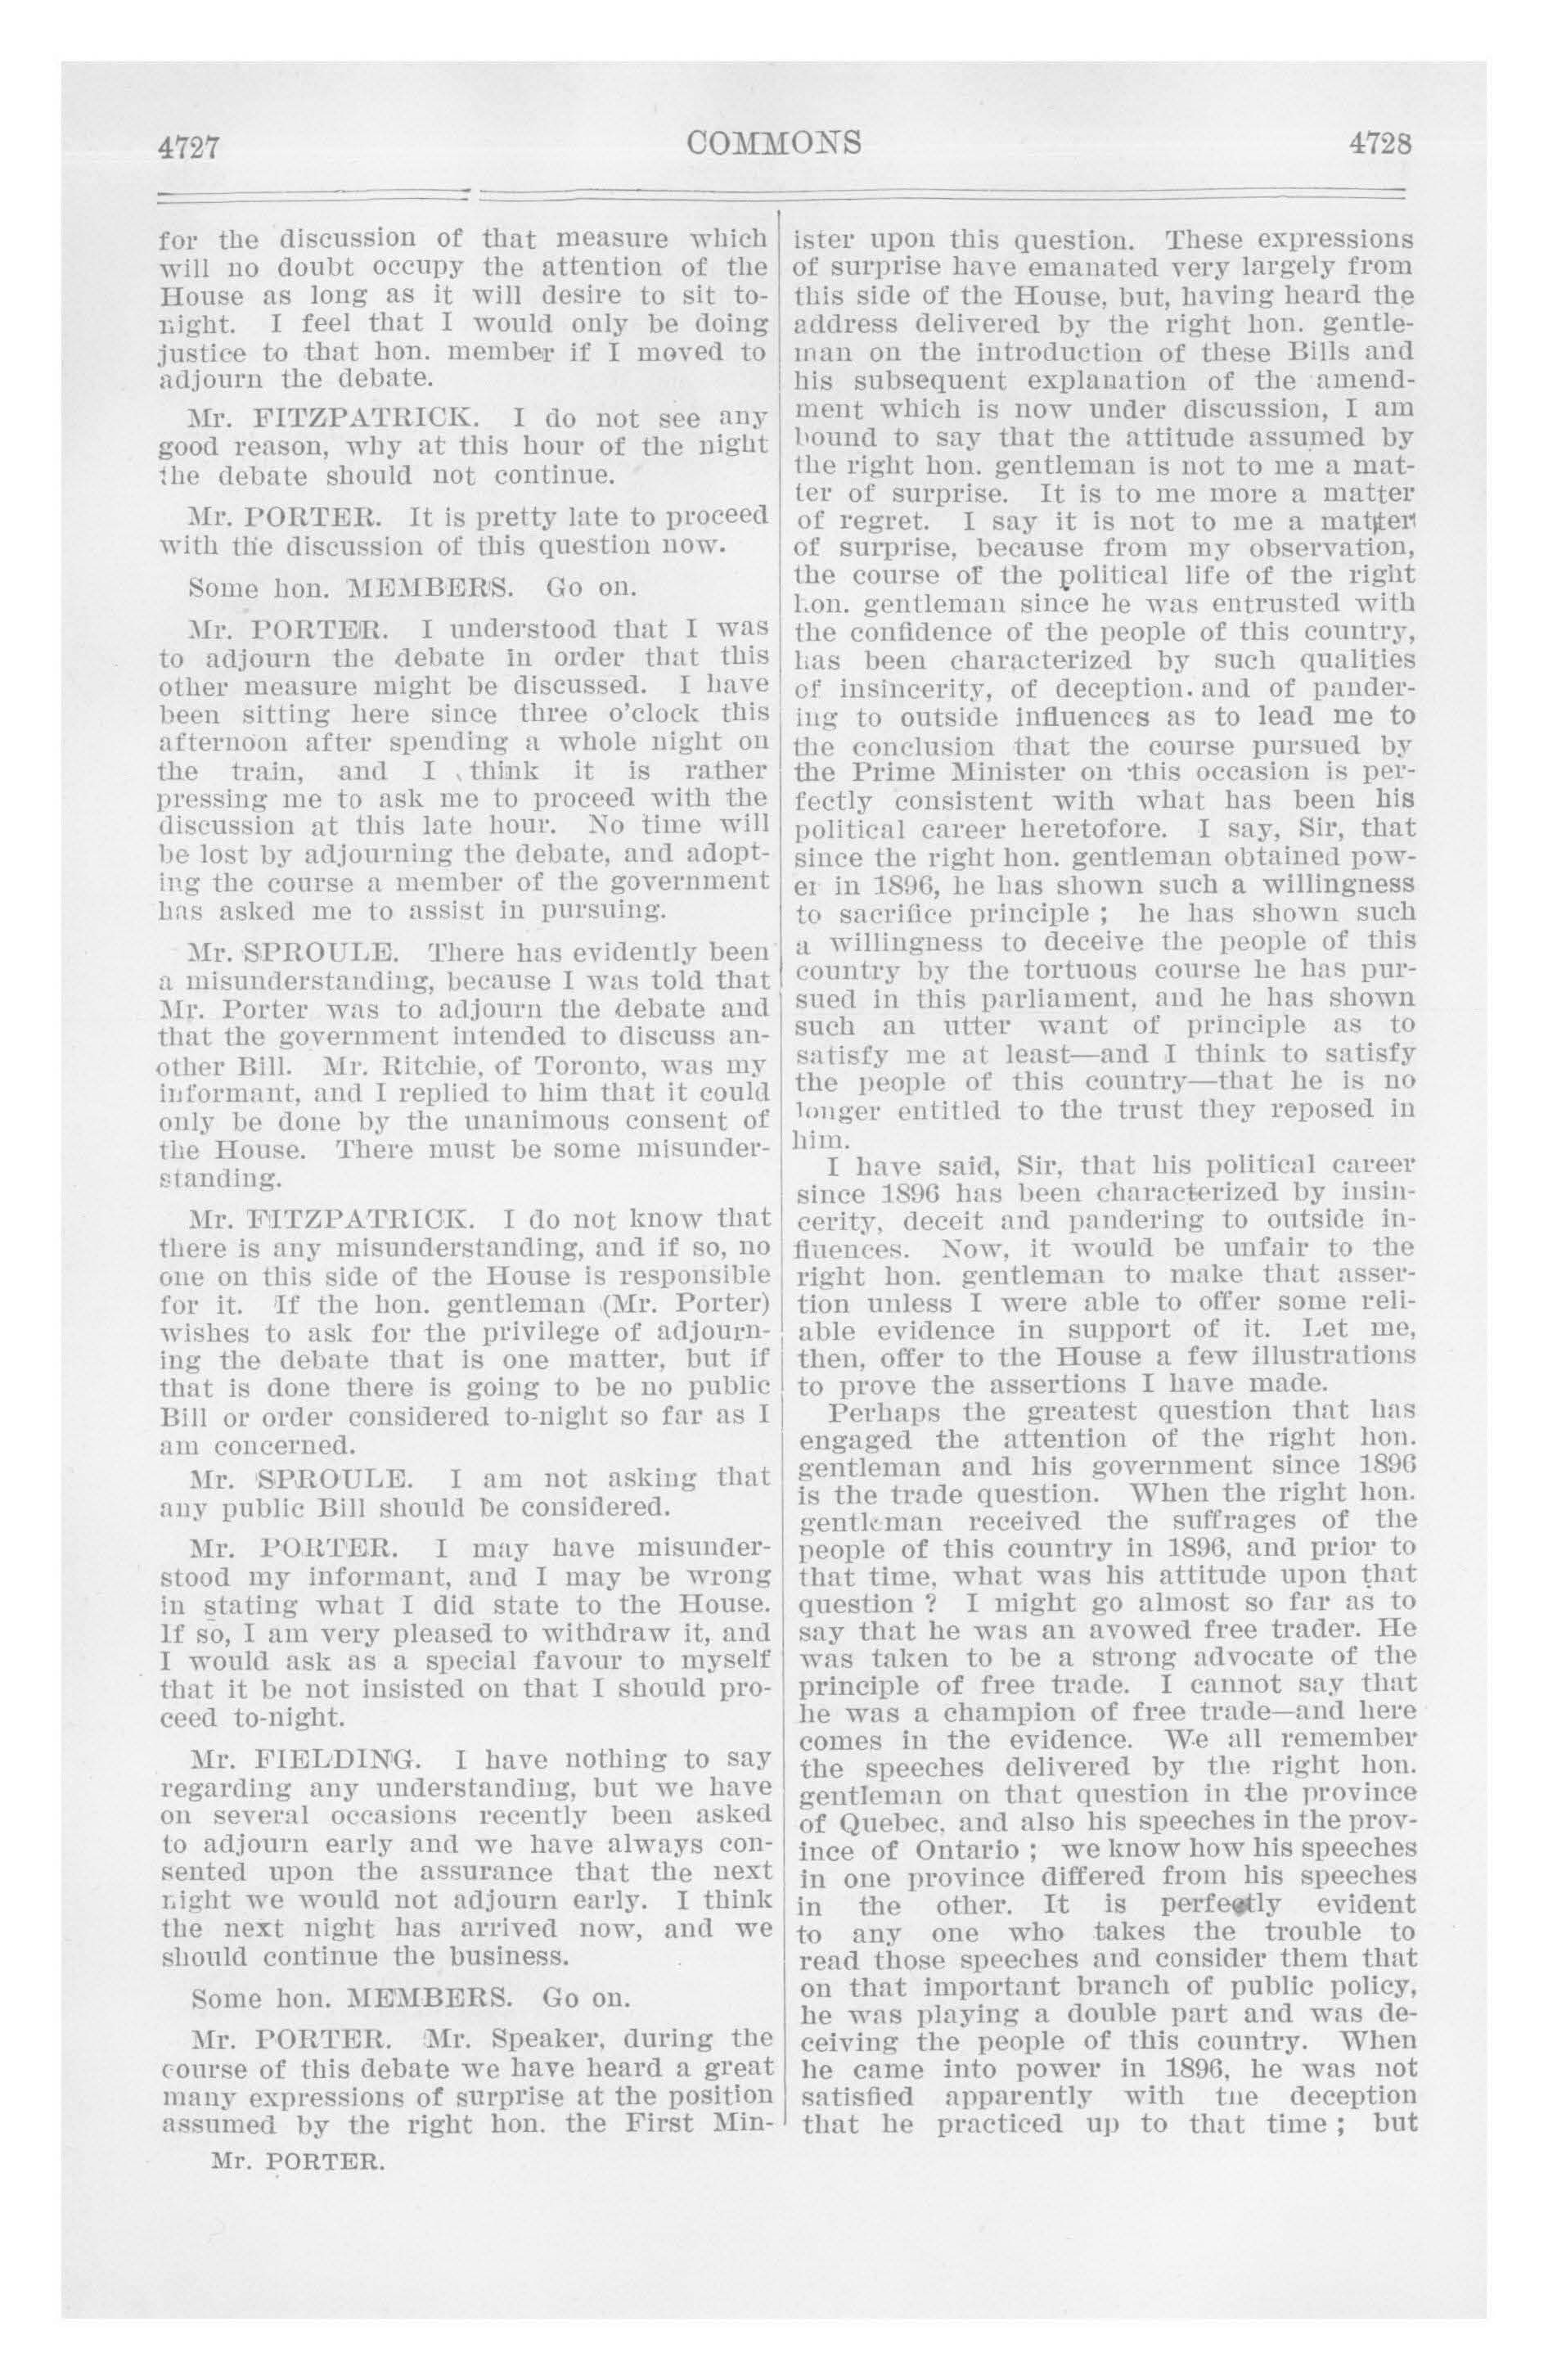 4727
COMMONS
4728
for the discussion of that measure which
will no doubt occupy the attention of the
House as long as it will desire to sit to-
night. I feel that I would only be doing
justice to that hon. member if I moved to
adjourn the debate.
Mr. FITZPATRICK. I do not see any
good reason, why at this hour of the night
the debate should not continue.
Mr. PORTER. It is pretty late to proceed
with the discussion of this question now.
Some hon. MEMBERS. Go on.
Mr. PORTER. I understood that I was
to adjourn the debate in order that this
other measure might be discussed. I have
been sitting here since three o'clock this
afternoon after spending a whole night on
the train, and I think it is rather
pressing me to ask me to proceed with the
discussion at this late hour. No time will
be lost by adjourning the debate, and adopt-
ing the course a member of the government
has asked me to assist in pursuing.
Mr. SPROULE. There has evidently been
a misunderstanding, because I was told that
Mr. Porter was to adjourn the debate and
that the government intended to discuss an-
other Bill. Mr. Ritchie, of Toronto, was my
informant, and I replied to him that it could
only be done by the unanimous consent of
the House. There must be some misunder-
standing.
Mr. FITZPATRICK. I do not know that
there is any misunderstanding, and if so, no
one on this side of the House is responsible
for it. If the hon. gentleman (Mr. Porter)
wishes to ask for the privilege of adjourn-
ing the debate that is one matter, but if
that is done there is going to be no public
Bill or order considered to-night so far as I
am concerned.
Mr. SPROULE. I am not asking that
any public Bill should be considered.
Mr. PORTER. I may have misunder-
stood my informant, and I may be wrong
in stating what I did state to the House.
If so, I am very pleased to withdraw it, and
I would ask as a special favour to myself
that it be not insisted on that I should pro-
ceed to-night.
Mr. FIELDING. I have nothing to say
regarding any understanding, but we have
on several occasions recently been asked
to adjourn early and we have always con-
sented upon the assurance that the next
night we would not adjourn early. I think
the next night has arrived now, and we
should continue the business.
Some hon. MEMBERS. Go on.
Mr. PORTER. Mr. Speaker, during the
course of this debate we have heard a great
many expressions of surprise at the position
assumed by the right hon. the First Min-
Mr. PORTER.
ister upon this question. These expressions
of surprise have emanated very largely from
this side of the House, but, having heard the
address delivered by the right hon. gentle-
man on the introduction of these Bills and
his subsequent explanation of the amend-
ment which is now under discussion, I am
bound to say that the attitude assumed by
the right hon. gentleman is not to me a mat-
ter of surprise. It is to me more a matter
of regret. I say it is not to me a matter
of surprise, because from my observation,
the course of the political life of the right
hon. gentleman since he was entrusted with
the confidence of the people of this country,
has been characterized by such qualities
of insincerity, of deception. and of pander-
ing to outside influences as to lead me to
the conclusion that the course pursued by
the Prime Minister on this occasion is per-
fectly consistent with what has been his
political career heretofore. I say, Sir, that
since the right hon. gentleman obtained pow-
er in 1896, he has shown such a willingness
to sacrifice principle ; he has shown such
a willingness to deceive the people of this
country by the tortuous course he has pur-
sued in this parliament, and he has shown
such an utter want of principle as to
satisfy me at least—and I think to satisfy
the people of this country—that he is no
longer entitled to the trust they reposed in
him.
I have said, Sir, that his political career
since 1896 has been characterized by insin-
cerity, deceit and pandering to outside in-
fluences. Now, it would be unfair to the
right hon. gentleman to make that asser-
tion unless I were able to offer some reli-
able evidence in support of it. Let me,
then, offer to the House a few illustrations
to prove the assertions I have made.
Perhaps the greatest question that has
engaged the attention of the right hon.
gentleman and his government since 1896
is the trade question. When the right hon.
gentleman received the suffrages of the
people of this country in 1896, and prior to
that time, what was his attitude upon that
question ? I might go almost so far as to
say that he was an avowed free trader. He
was taken to be a strong advocate of the
principle of free trade. I cannot say that
he was a champion of free trade—and here
comes in the evidence. We all remember
the speeches delivered by the right hon.
gentleman on that question in the province
of Quebec, and also his speeches in the prov-
ince of Ontario ; we know how his speeches
in one province differed from his speeches
in the other. It is perfectly evident
to any one who takes the trouble to
read those speeches and consider them that
on that important branch of public policy,
he was playing a double part and was de-
ceiving the people of this country. When
he came into power in 1896, he was not
satisfied apparently with the deception
that he practiced up to that time ; but